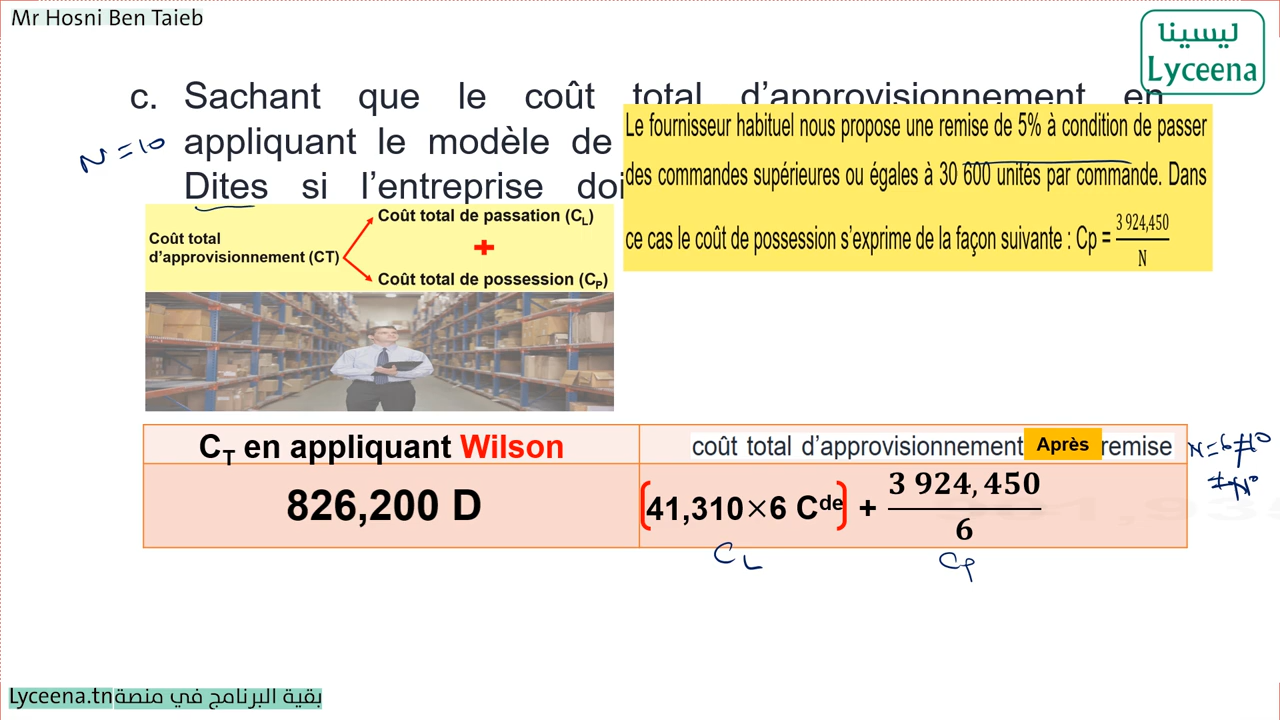 Mr Hosni Ben Taieb
ليسينا
Lyceena
c. Sachant que le coût total d'approvisionnement en
N = 10
appliquant le modèle de
Dites si l'entreprise doi
Le fournisseur habituel nous propose une remise de 5% à condition de passer
des commandes supérieures ou égales à 30 600 unités par commande. Dans
ce cas le coût de possession s'exprime de la façon suivante : Cp = 3 924,450 / N
Coût total de passation (CL)
Coût total
d'approvisionnement (CT)
+
Coût total de possession (CP)
CT en appliquant Wilson
coût total d'approvisionnement Après remise
N = 6 ≠ 10
≠ N°
826,200 D
(41,310×6 Cde) + 3 924,450 / 6
CL
CP
Lyceena.tn بقية البرنامج في منصة